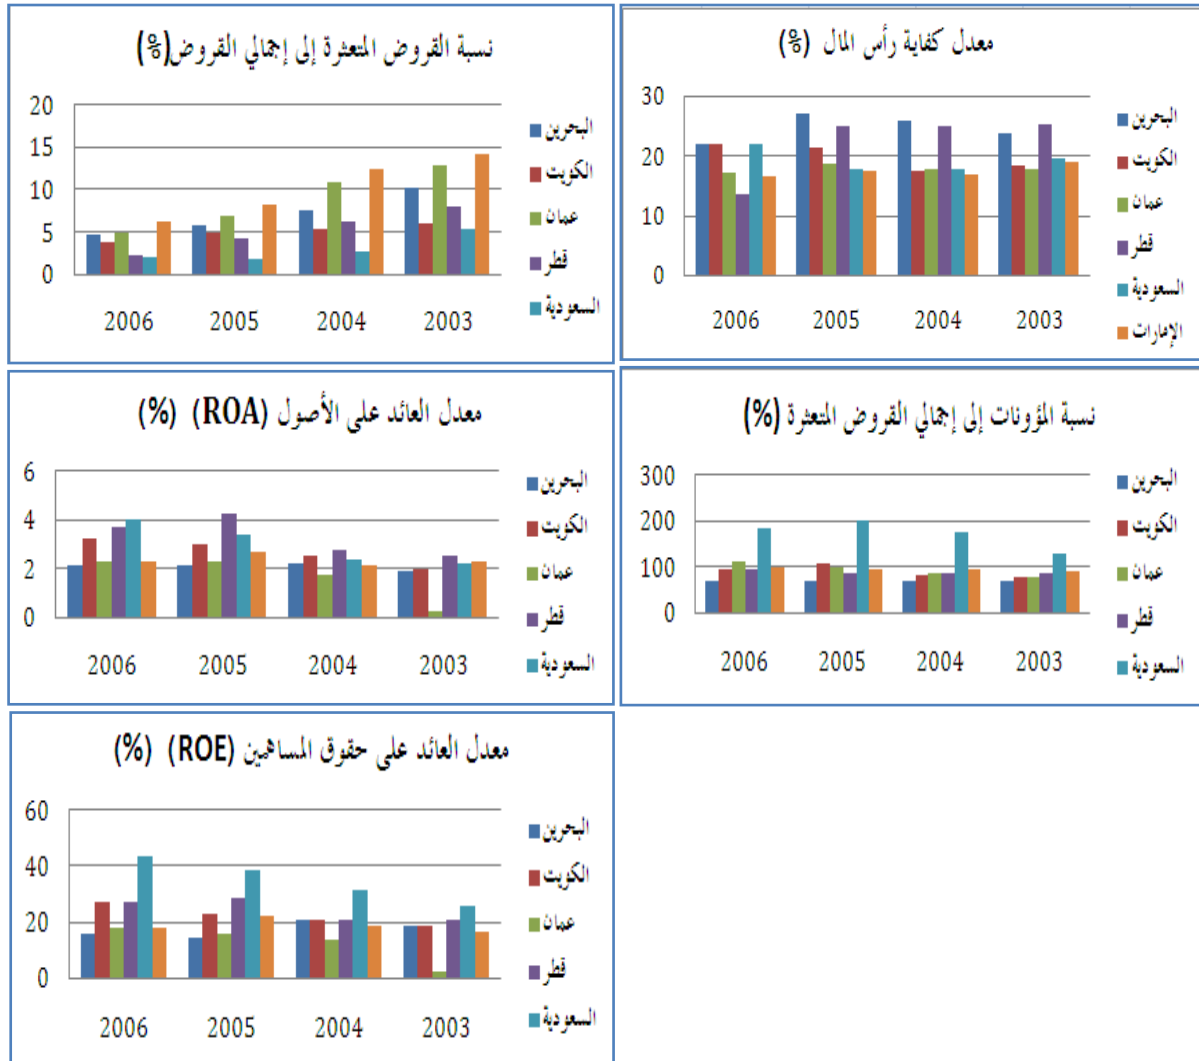 معدل كفاية رأس المال (%)
30
20
10
0
2006 2005 2004 2003
البحرين
الكويت
عمان
قطر
السعودية
الإمارات
نسبة القروض المتعثرة إلى إجمالي القروض(%)
20
15
10
5
0
2006 2005 2004 2003
البحرين
الكويت
عمان
قطر
السعودية
نسبة المؤونات إلى إجمالي القروض المتعثرة (%)
300
200
100
0
2006 2005 2004 2003
البحرين
الكويت
عمان
قطر
السعودية
معدل العائد على الأصول (ROA) (%)
6
4
2
0
2006 2005 2004 2003
البحرين
الكويت
عمان
قطر
السعودية
معدل العائد على حقوق المساهمين (ROE) (%)
60
40
20
0
2006 2005 2004 2003
البحرين
الكويت
عمان
قطر
السعودية